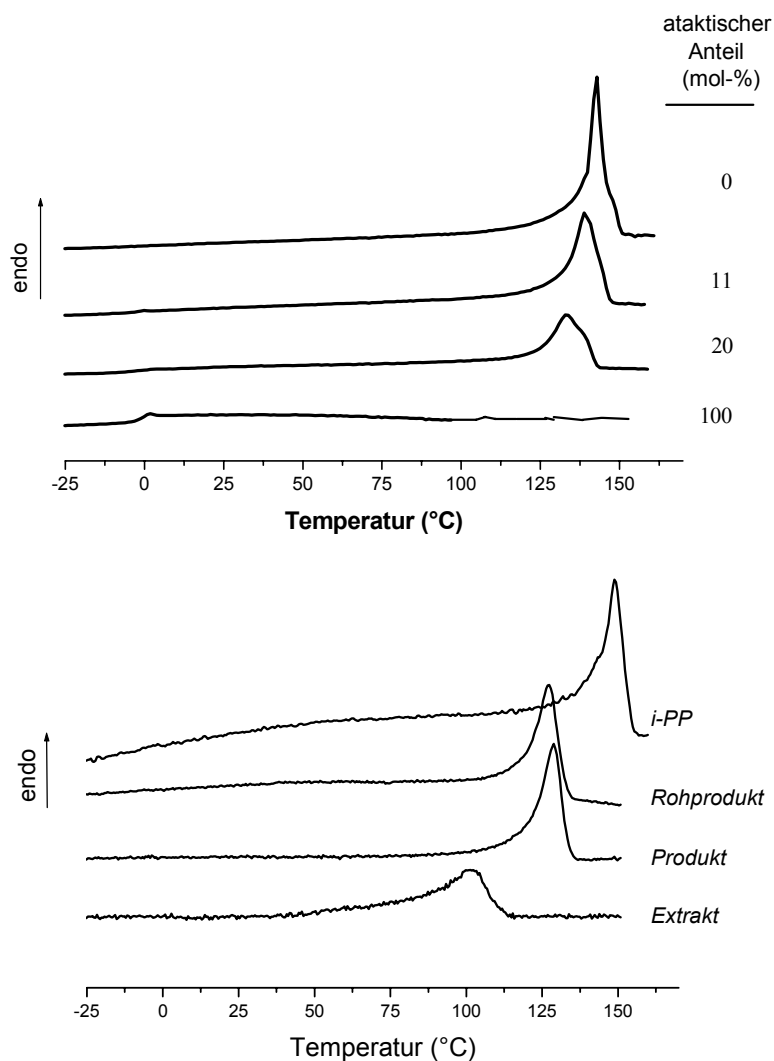 ataktischer
Anteil
(mol-%)
0
11
20
100
endo
-25 0 25 50 75 100 125 150
Temperatur (°C)
i-PP
Rohprodukt
Produkt
Extrakt
endo
-25 0 25 50 75 100 125 150
Temperatur (°C)